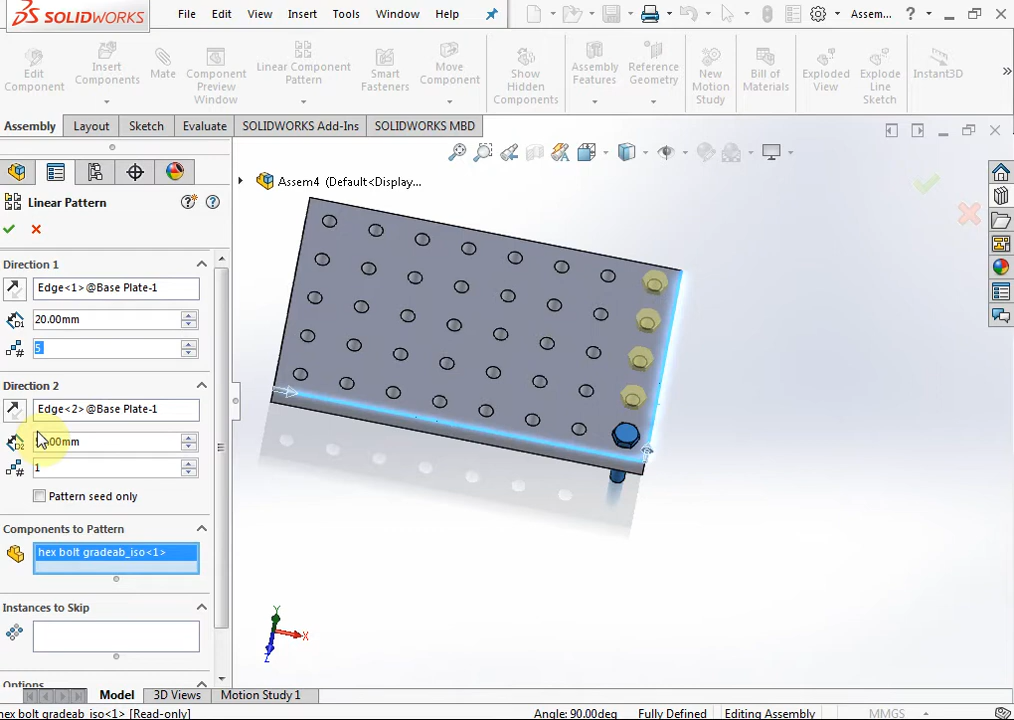 SOLIDWORKS
File Edit View Insert Tools Window Help
Assem... ?
Edit Component
Insert Components
Mate
Component Preview Window
Linear Component Pattern
Smart Fasteners
Move Component
Show Hidden Components
Assembly Features
Reference Geometry
New Motion Study
Bill of Materials
Exploded View
Explode Line Sketch
Instant3D
Assembly Layout Sketch Evaluate SOLIDWORKS Add-Ins SOLIDWORKS MBD
Assem4 (Default<Display...
Linear Pattern
Direction 1
Edge<1>@Base Plate-1
20.00mm
5
Direction 2
Edge<2>@Base Plate-1
.00mm
1
Pattern seed only
Components to Pattern
hex bolt gradeab_iso<1>
Instances to Skip
Options
Y
X
Z
Model 3D Views Motion Study 1
hex bolt gradeab_iso<1> [Read-only] Angle: 90.00deg Fully Defined Editing Assembly MMGS